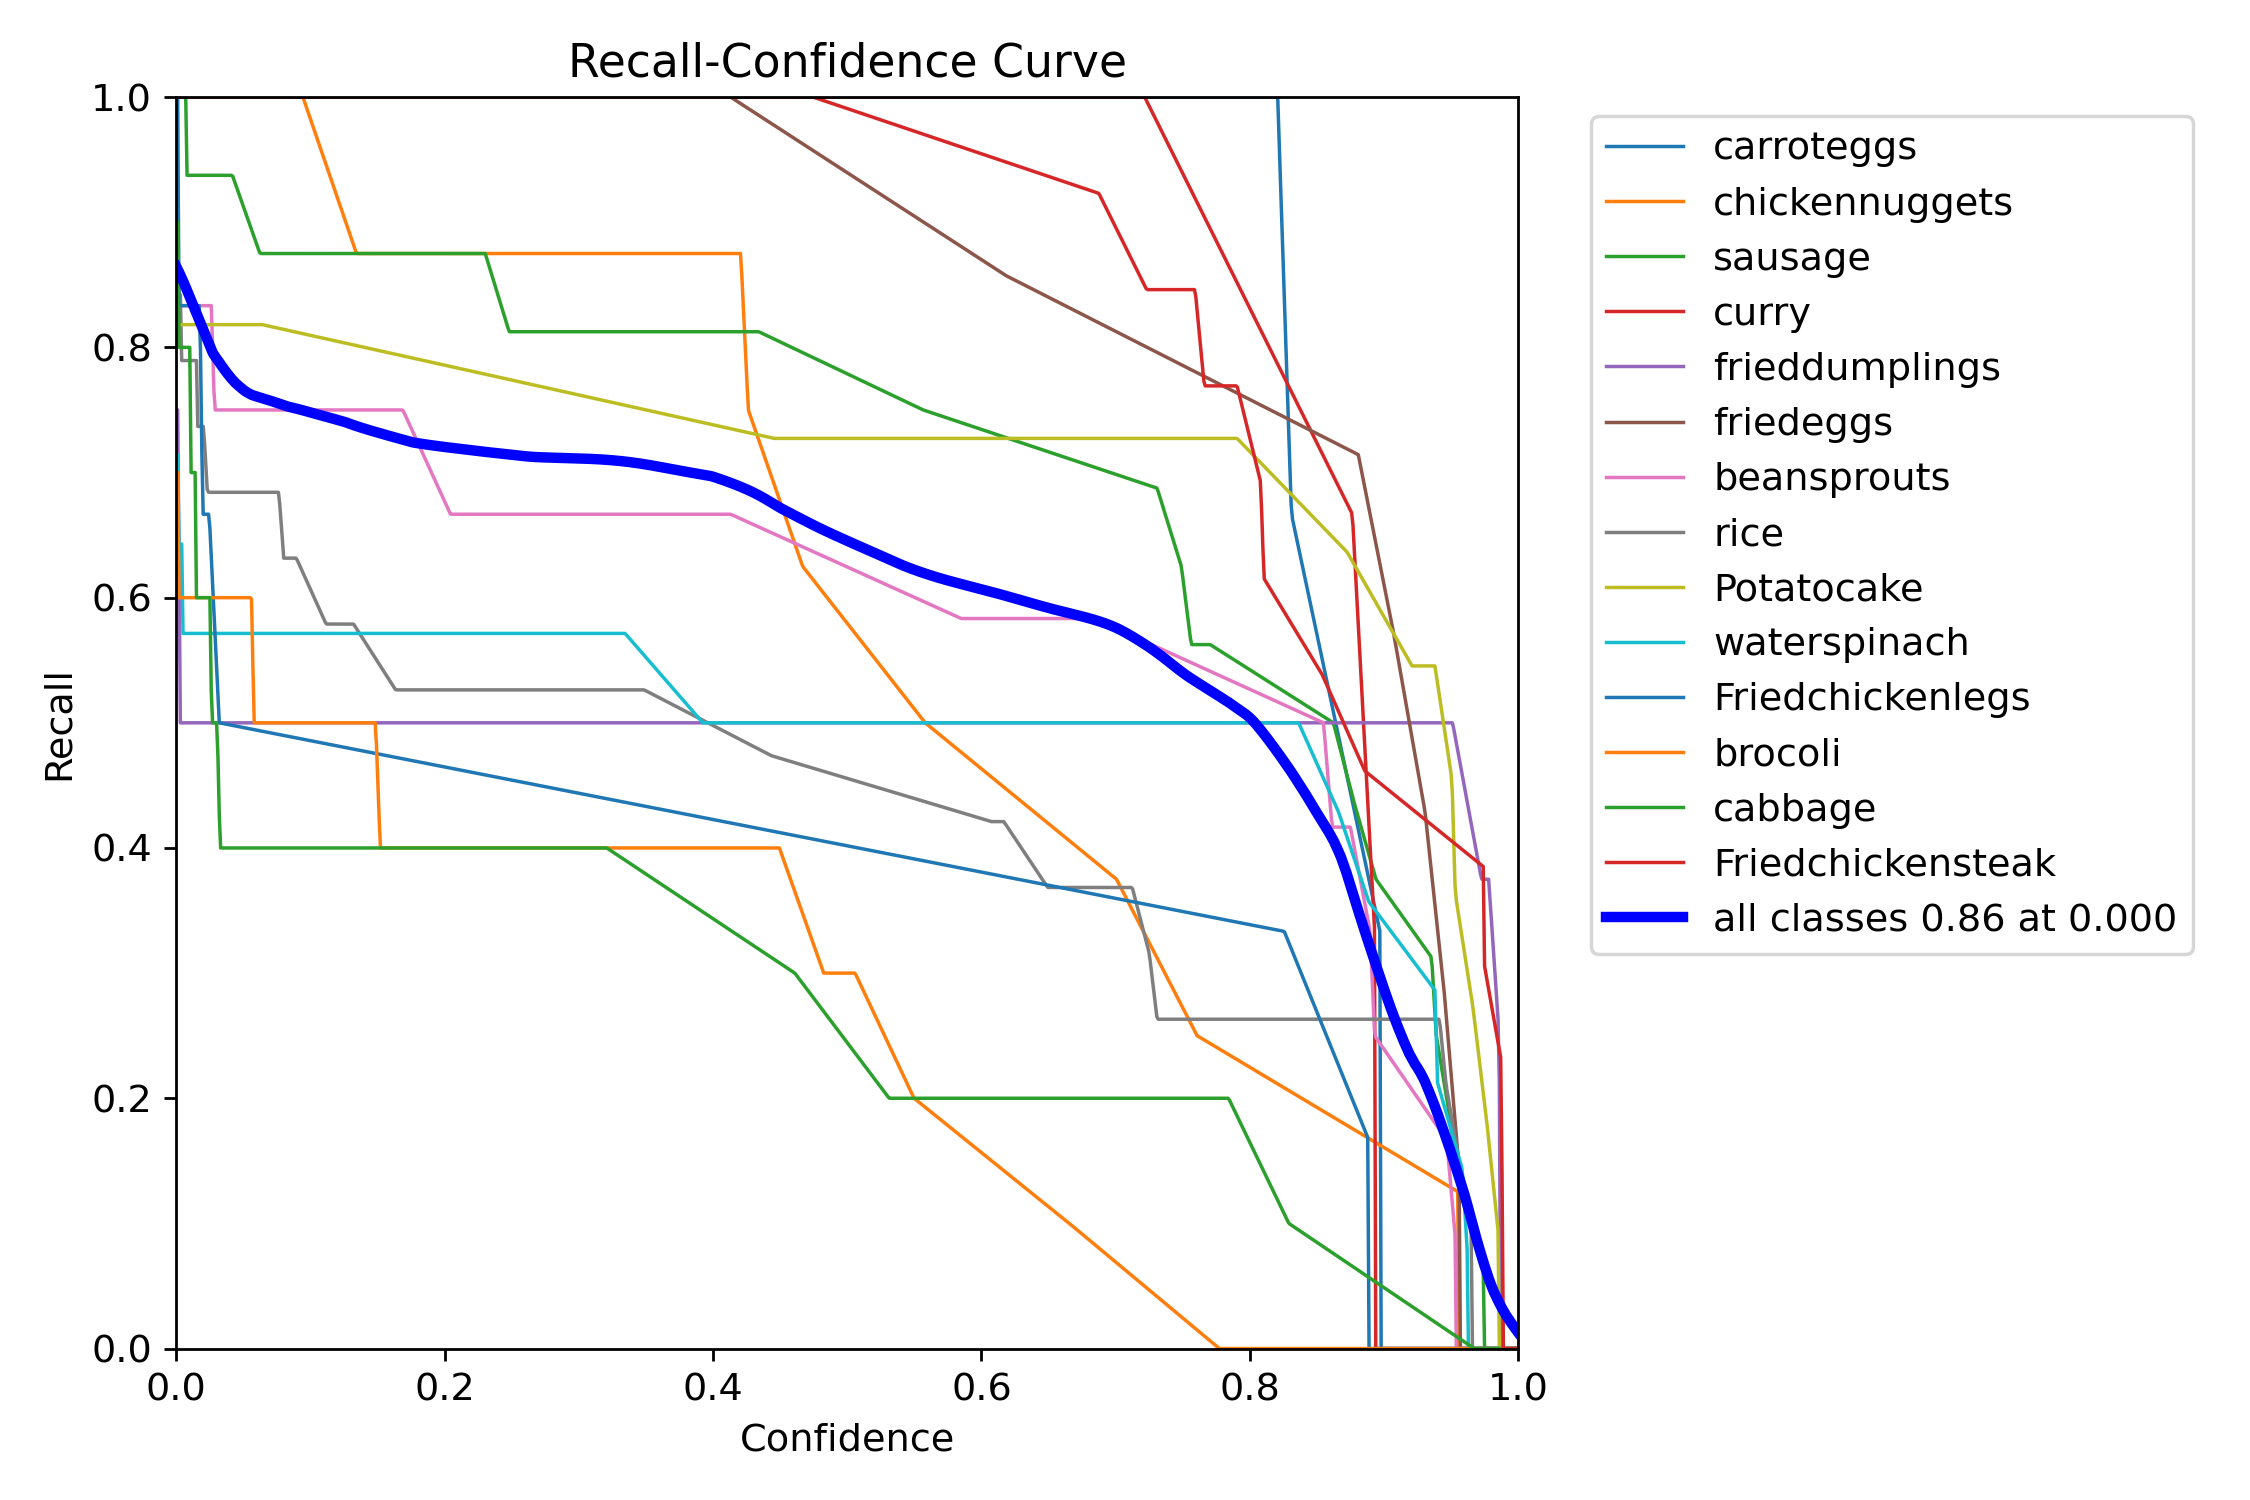 Recall-Confidence Curve
1.0
0.8
0.6
0.4
0.2
0.0
Recall
0.0 0.2 0.4 0.6 0.8 1.0
Confidence
carroteggs
chickennuggets
sausage
curry
frieddumplings
friedeggs
beansprouts
rice
Potatocake
waterspinach
Friedchickenlegs
brocoli
cabbage
Friedchickensteak
all classes 0.86 at 0.000